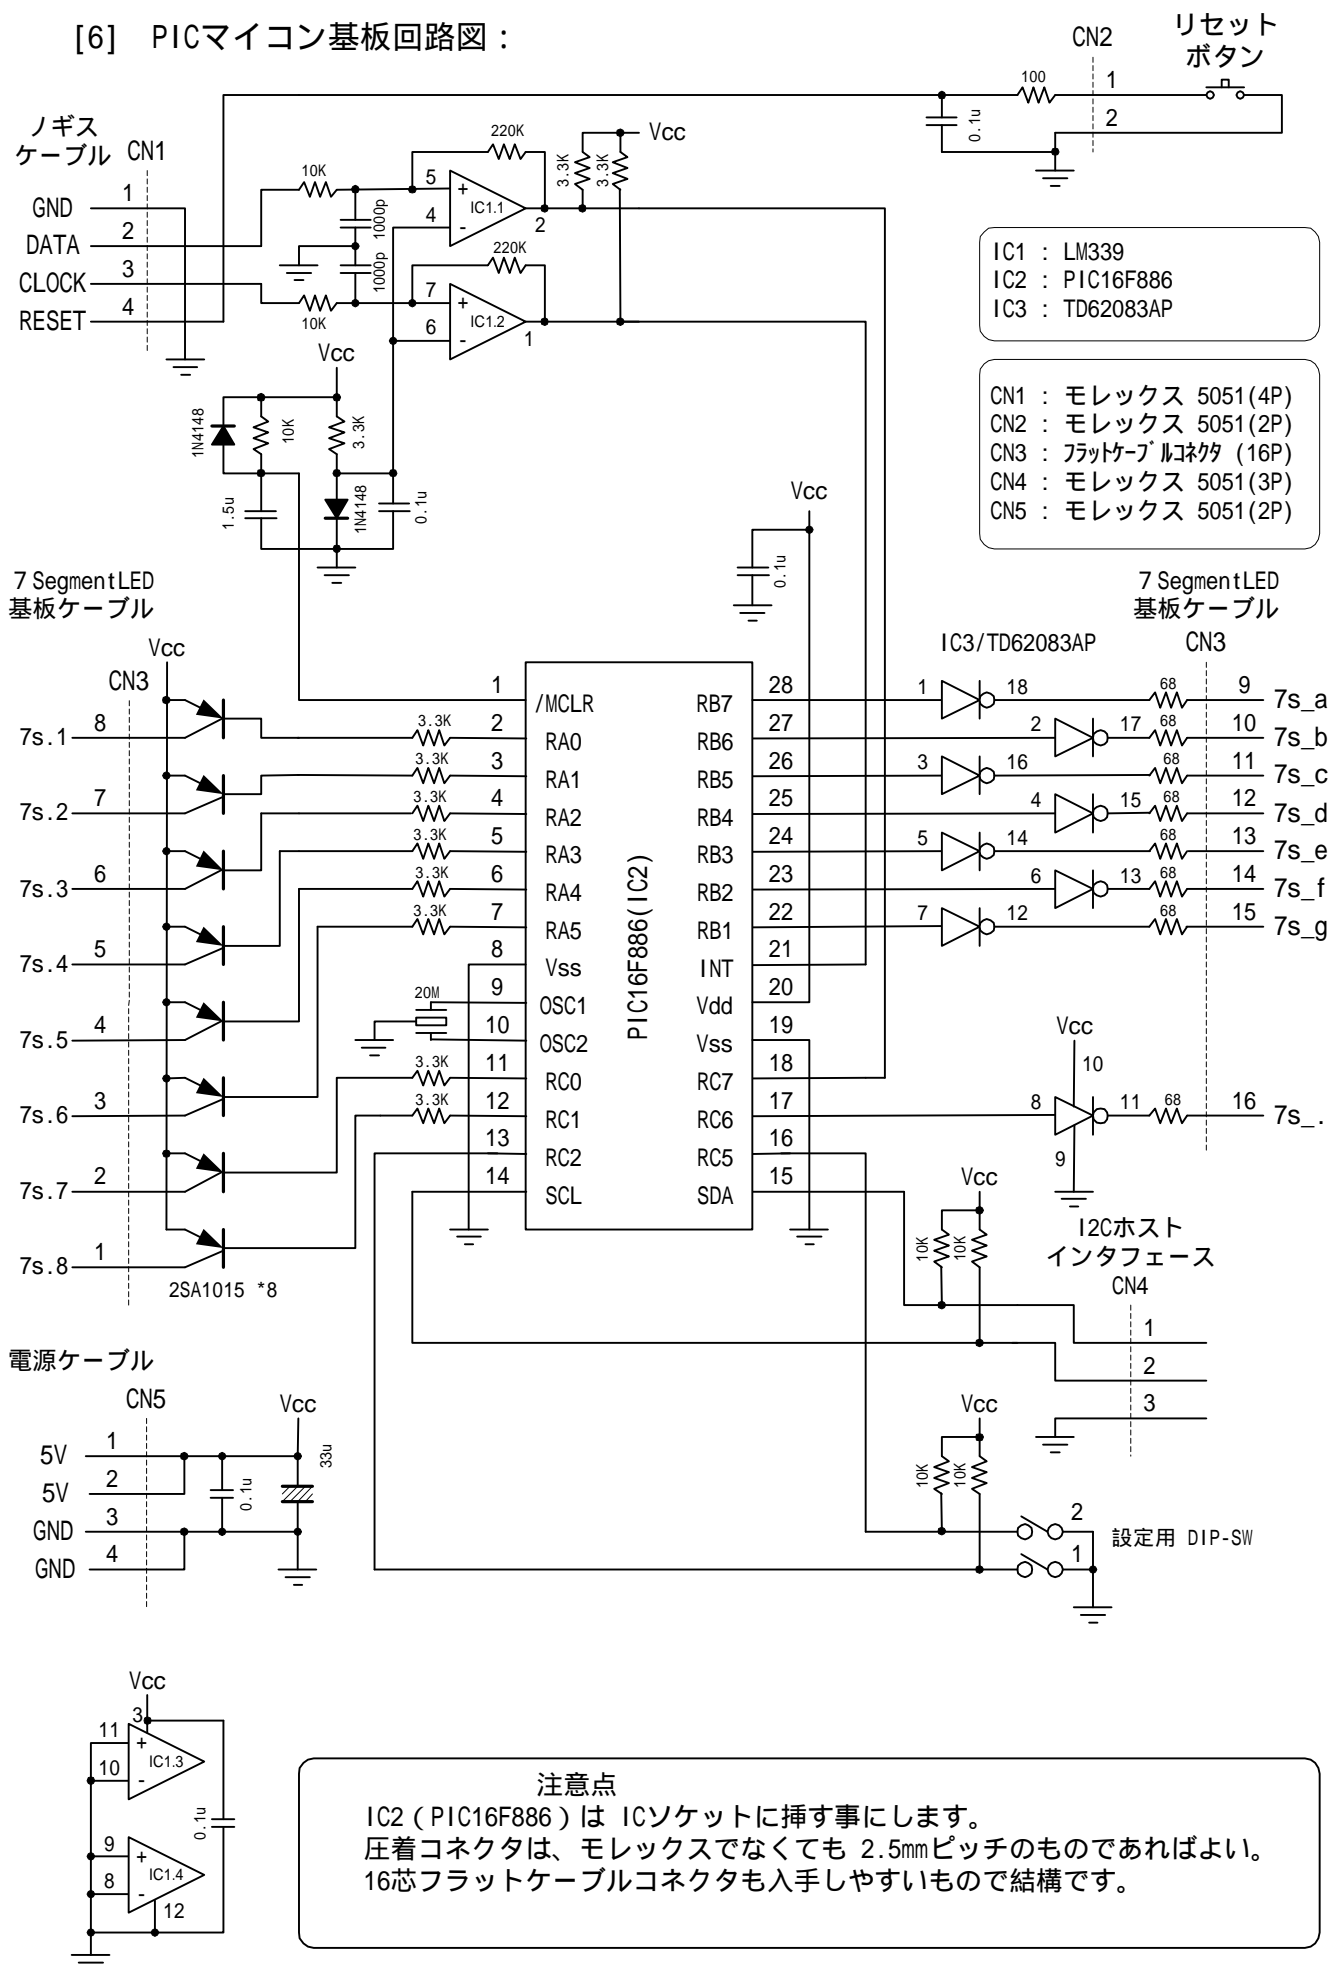 [6] PICマイコン基板回路図：
リセット
ボタン
CN2
100
1
2
0.1u
ノギス
ケーブル CN1
GND 1
DATA 2
CLOCK 3
RESET 4
10K
220K
1000p
5
4
+
-
IC1.1
2
3.3K
3.3K
Vcc
1000p
10K
220K
7
6
+
-
IC1.2
1
IC1 : LM339
IC2 : PIC16F886
IC3 : TD62083AP
Vcc
1N4148
10K
3.3K
1.5u
1N4148
0.1u
CN1 : モレックス 5051(4P)
CN2 : モレックス 5051(2P)
CN3 : ﾌﾗｯﾄｹｰﾌﾞﾙｺﾈｸﾀ (16P)
CN4 : モレックス 5051(3P)
CN5 : モレックス 5051(2P)
Vcc
0.1u
7 SegmentLED
基板ケーブル
Vcc
CN3
7s.1 8
7s.2 7
7s.3 6
7s.4 5
7s.5 4
7s.6 3
7s.7 2
7s.8 1
2SA1015 *8
3.3K
3.3K
3.3K
3.3K
3.3K
3.3K
20M
3.3K
3.3K
PIC16F886(IC2)
1 /MCLR
2 RA0
3 RA1
4 RA2
5 RA3
6 RA4
7 RA5
8 Vss
9 OSC1
10 OSC2
11 RC0
12 RC1
13 RC2
14 SCL
RB7 28
RB6 27
RB5 26
RB4 25
RB3 24
RB2 23
RB1 22
INT 21
Vdd 20
Vss 19
RC7 18
RC6 17
RC5 16
SDA 15
7 SegmentLED
基板ケーブル
IC3/TD62083AP
CN3
1 18 68 9 7s_a
2 17 68 10 7s_b
3 16 68 11 7s_c
4 15 68 12 7s_d
5 14 68 13 7s_e
6 13 68 14 7s_f
7 12 68 15 7s_g
Vcc
10
8 11 68 16 7s_.
9
Vcc
10K
10K
I2Cホスト
インタフェース
CN4
1
2
3
Vcc
10K
10K
2
1
設定用 DIP-SW
電源ケーブル
CN5
Vcc
5V 1
5V 2
GND 3
GND 4
0.1u
33u
Vcc
3
11
10
+
-
IC1.3
0.1u
9
8
+
-
IC1.4
12
注意点
IC2（PIC16F886）は ICソケットに挿す事にします。
圧着コネクタは、モレックスでなくても 2.5mmピッチのものであればよい。
16芯フラットケーブルコネクタも入手しやすいもので結構です。